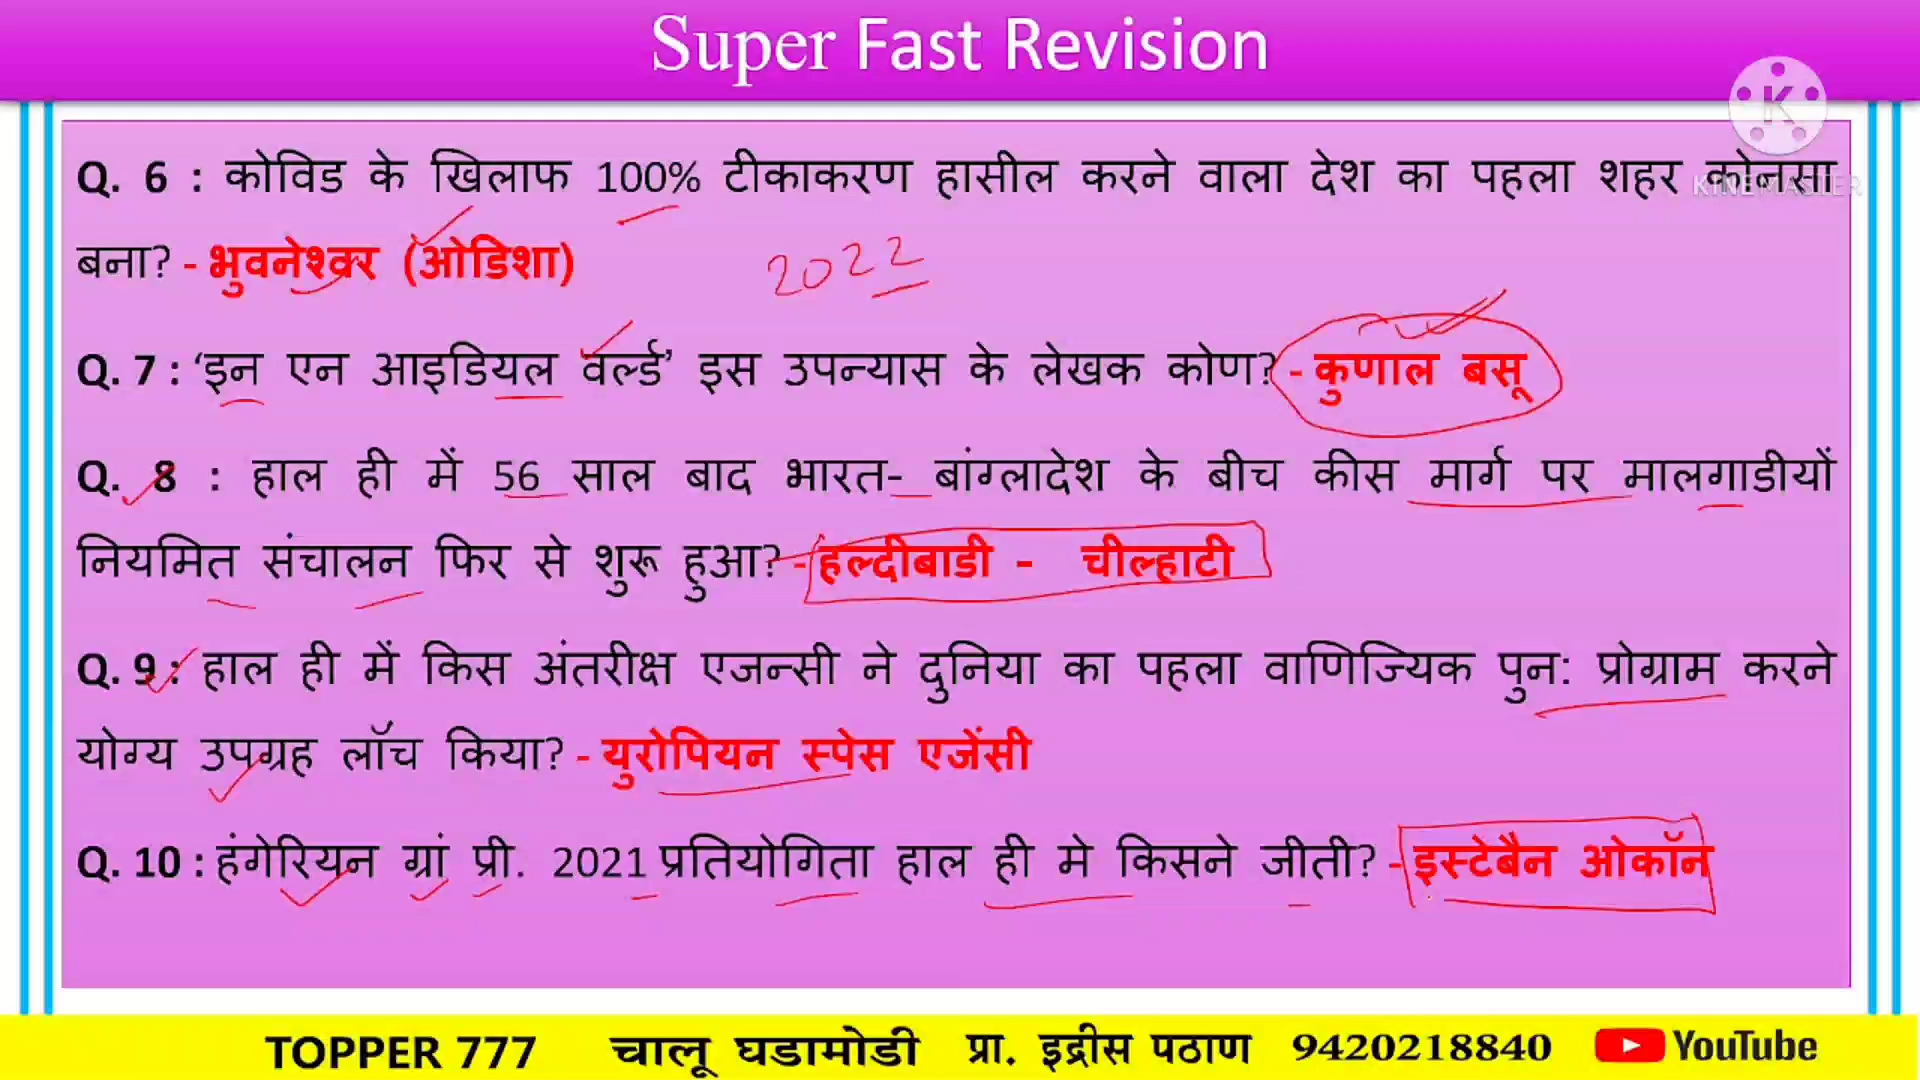 Super Fast Revision
KINEMASTER
Q. 6 : कोविड के खिलाफ 100% टीकाकरण हासील करने वाला देश का पहला शहर कोनसा
बना? - भुवनेश्वर (ओडिशा)
2022
Q. 7 : ‘इन एन आइडियल वर्ल्ड’ इस उपन्यास के लेखक कोण? - कुणाल बसू
Q. 8 : हाल ही में 56 साल बाद भारत- बांग्लादेश के बीच कीस मार्ग पर मालगाडीयों
नियमित संचालन फिर से शुरू हुआ? - हल्दीबाडी - चील्हाटी
Q. 9 : हाल ही में किस अंतरीक्ष एजन्सी ने दुनिया का पहला वाणिज्यिक पुन: प्रोग्राम करने
योग्य उपग्रह लॉच किया? - युरोपियन स्पेस एजेंसी
Q. 10 : हंगेरियन ग्रां प्री. 2021 प्रतियोगिता हाल ही मे किसने जीती? - इस्टेबैन ओकॉन
TOPPER 777 चालू घडामोडी प्रा. इद्रीस पठाण 9420218840 YouTube